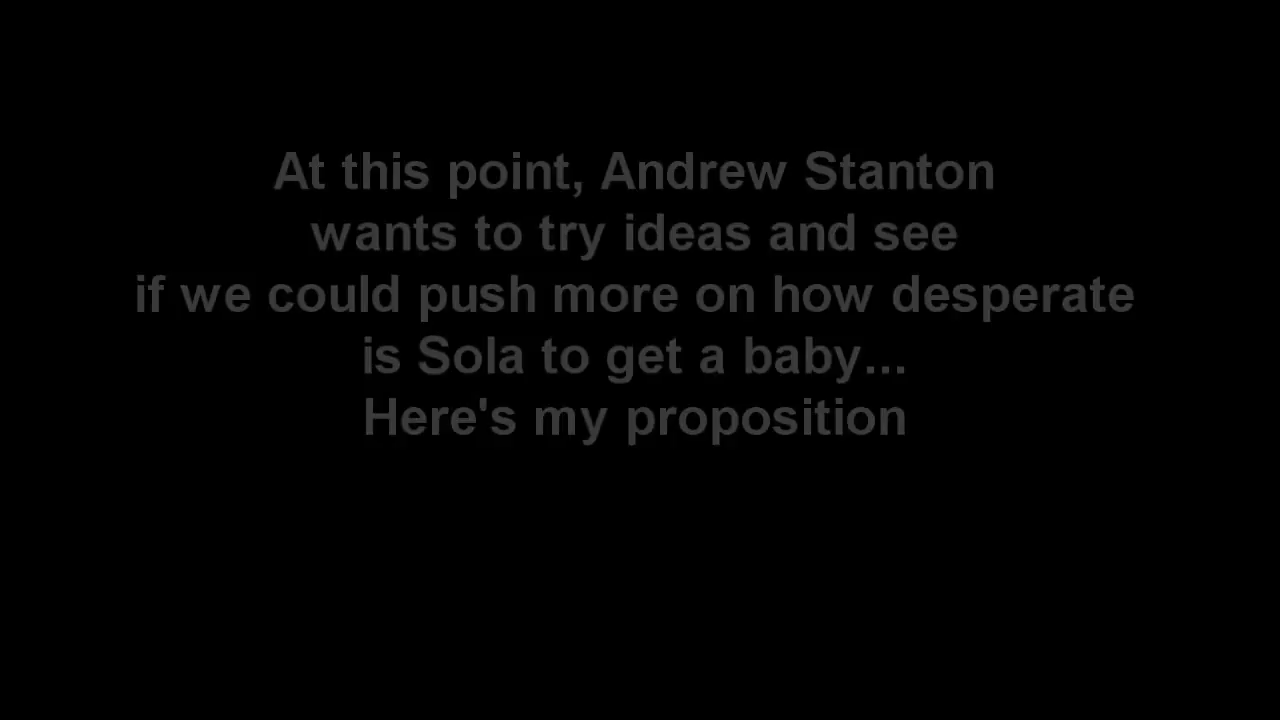 At this point, Andrew Stanton
wants to try ideas and see
if we could push more on how desperate
is Sola to get a baby...
Here's my proposition